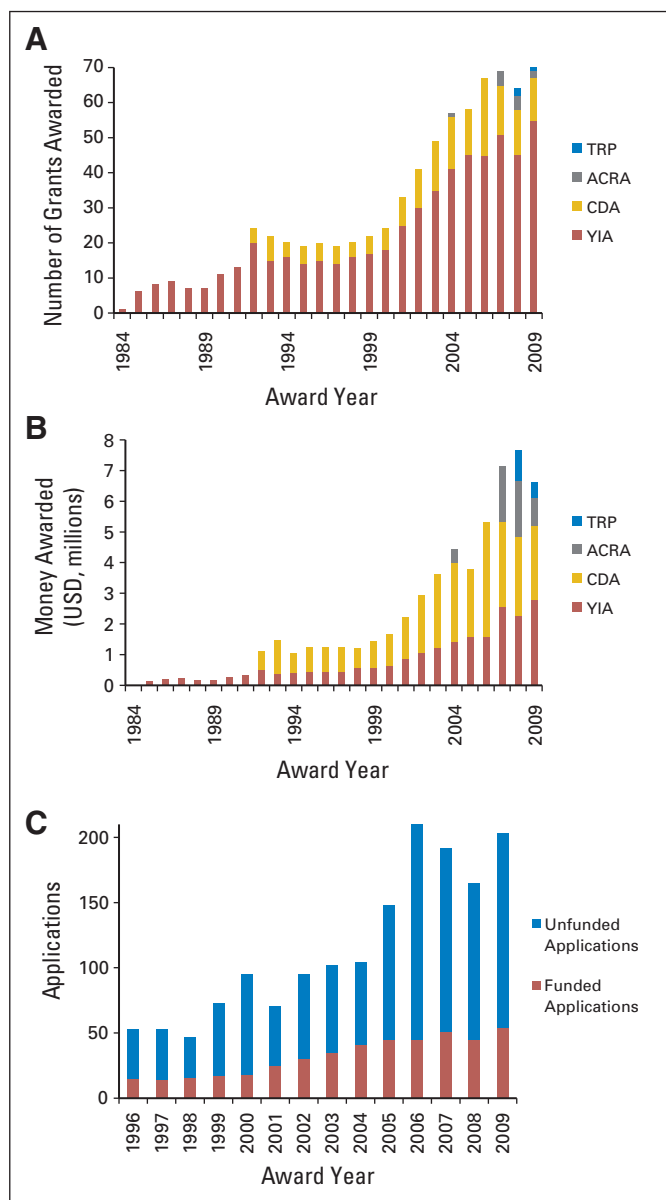 A
Number of Grants Awarded
70
60
50
40
30
20
10
0
1984
1989
1994
1999
2004
2009
Award Year
TRP
ACRA
CDA
YIA
B
Money Awarded
(USD, millions)
8
7
6
5
4
3
2
1
0
1984
1989
1994
1999
2004
2009
Award Year
TRP
ACRA
CDA
YIA
C
Applications
200
150
100
50
0
1996
1997
1998
1999
2000
2001
2002
2003
2004
2005
2006
2007
2008
2009
Award Year
Unfunded
Applications
Funded
Applications